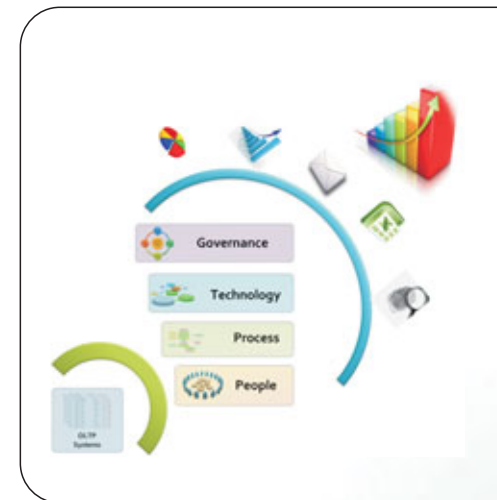 Governance
Technology
Process
People
OLTP
Systems